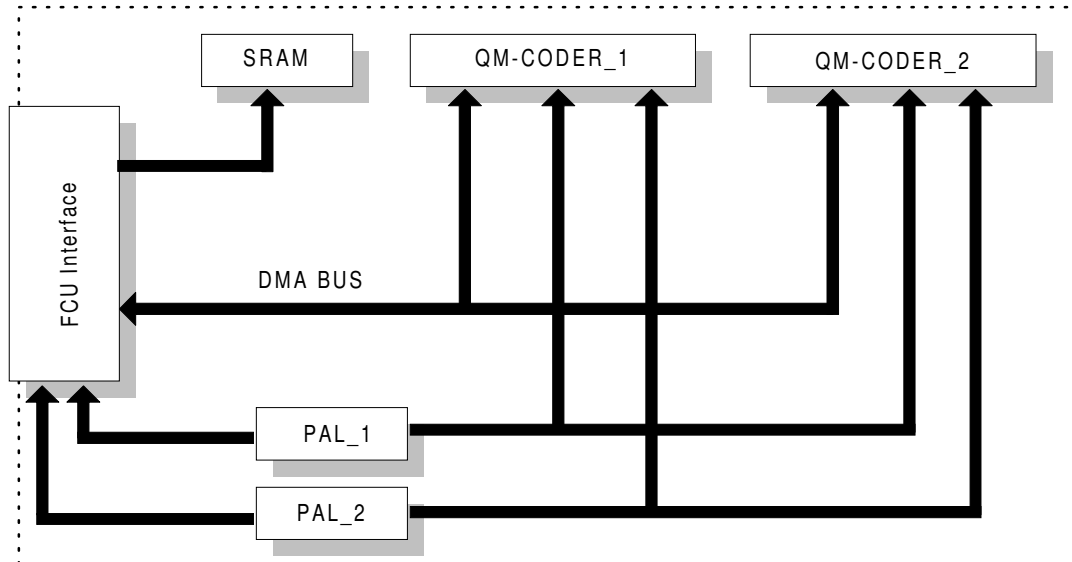 SRAM
QM-CODER_1
QM-CODER_2
FCU Interface
DMA BUS
PAL_1
PAL_2